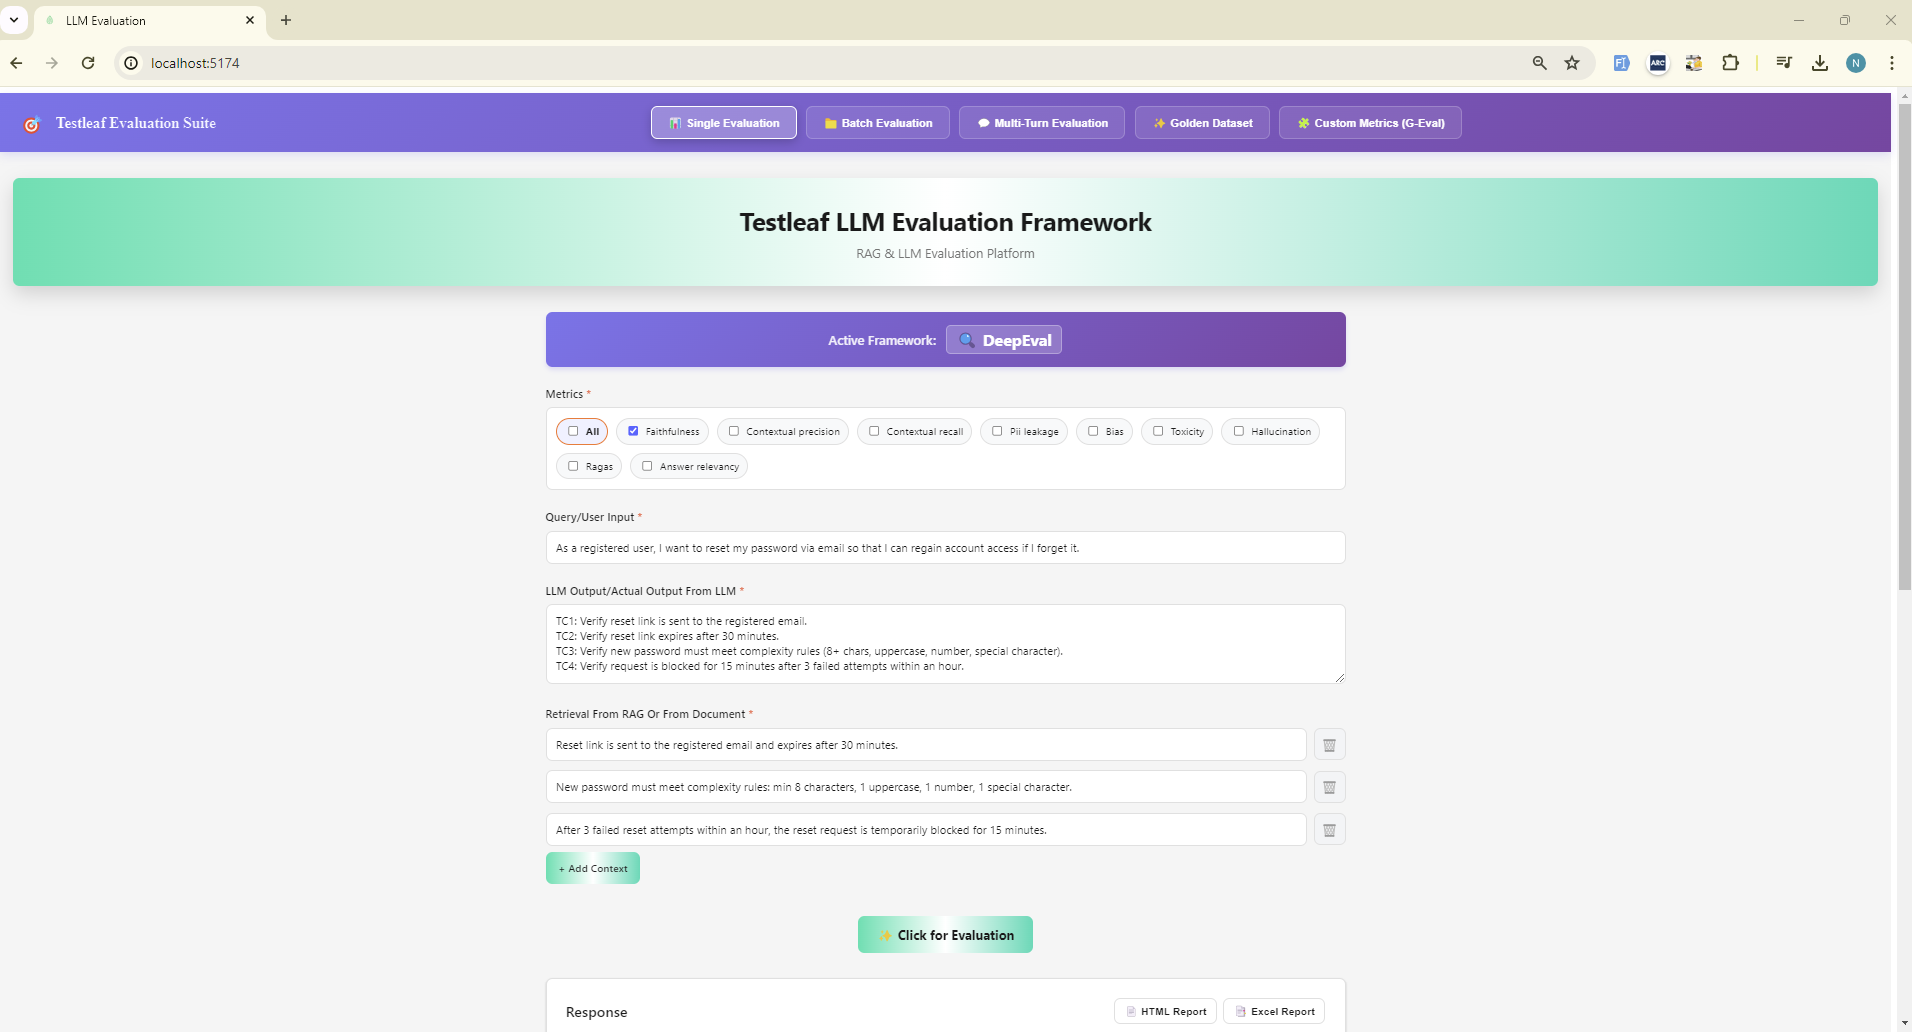 LLM Evaluation
localhost:5174
ARC
N
Testleaf Evaluation Suite
Single Evaluation
Batch Evaluation
Multi-Turn Evaluation
Golden Dataset
Custom Metrics (G-Eval)
Testleaf LLM Evaluation Framework
RAG & LLM Evaluation Platform
Active Framework: DeepEval
Metrics *
All Faithfulness Contextual precision Contextual recall Pii leakage Bias Toxicity Hallucination
Ragas Answer relevancy
Query/User Input *
As a registered user, I want to reset my password via email so that I can regain account access if I forget it.
LLM Output/Actual Output From LLM *
TC1: Verify reset link is sent to the registered email.
TC2: Verify reset link expires after 30 minutes.
TC3: Verify new password must meet complexity rules (8+ chars, uppercase, number, special character).
TC4: Verify request is blocked for 15 minutes after 3 failed attempts within an hour.
Retrieval From RAG Or From Document *
Reset link is sent to the registered email and expires after 30 minutes.
New password must meet complexity rules: min 8 characters, 1 uppercase, 1 number, 1 special character.
After 3 failed reset attempts within an hour, the reset request is temporarily blocked for 15 minutes.
+ Add Context
Click for Evaluation
Response
HTML Report
Excel Report